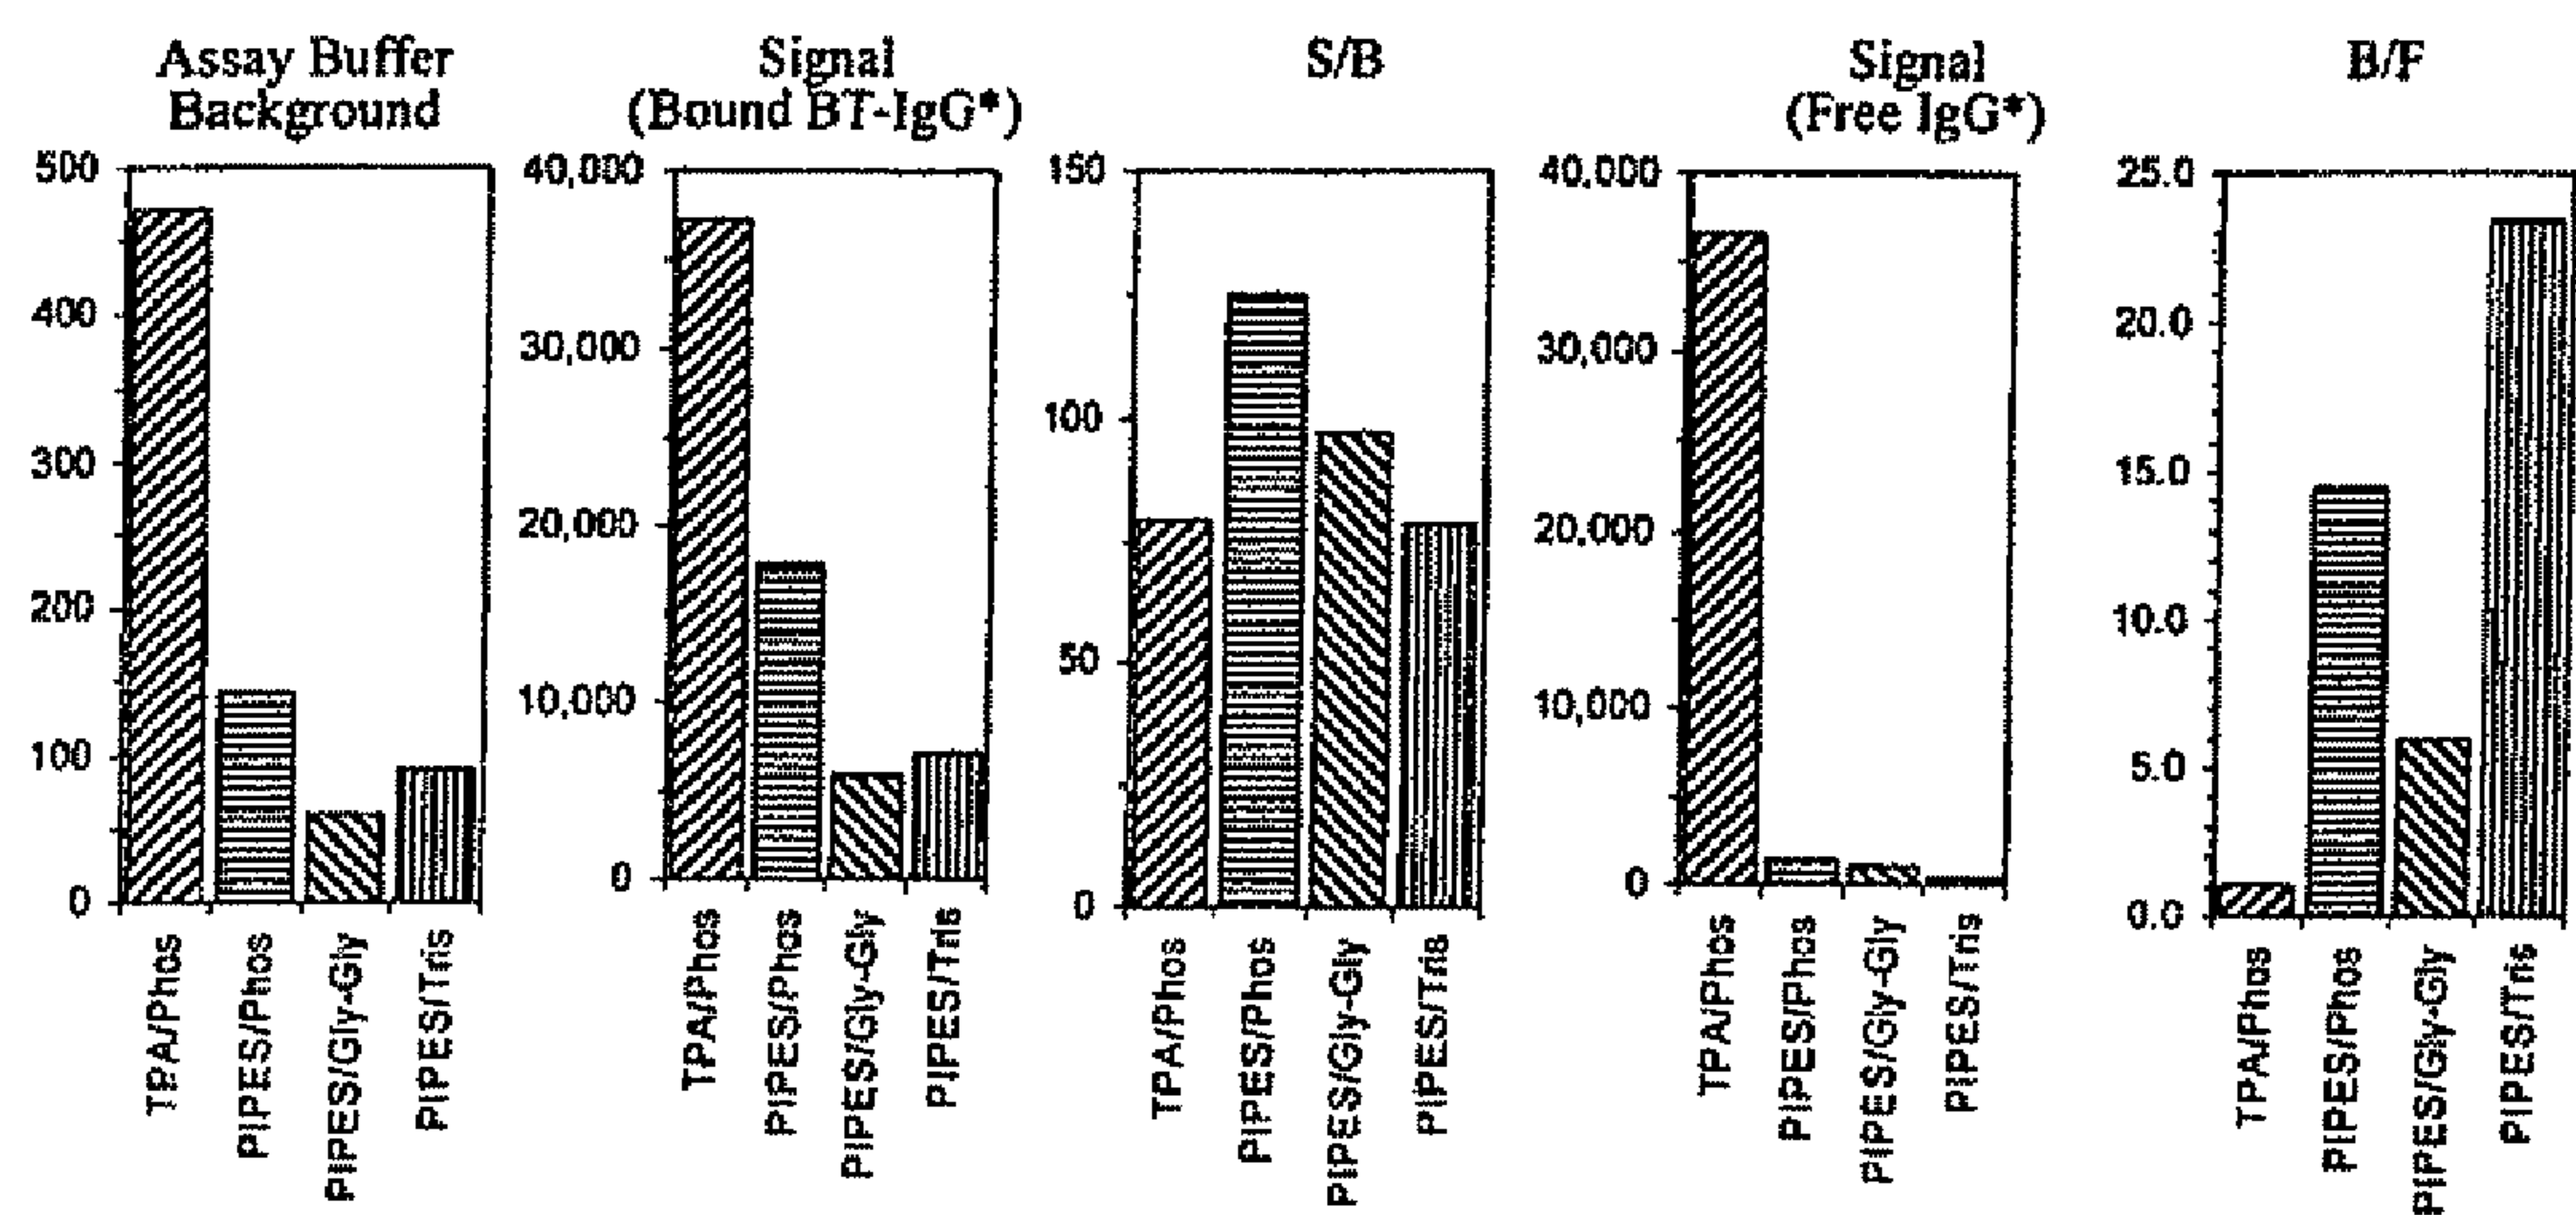 Assay Buffer
Background
500
400
300
200
100
0
TPA/Phos
PIPES/Phos
PIPES/Gly-Gly
PIPES/Tris
Signal
(Bound BT-IgG*)
40,000
30,000
20,000
10,000
0
TPA/Phos
PIPES/Phos
PIPES/Gly-Gly
PIPES/Tris
S/B
150
100
50
0
TPA/Phos
PIPES/Phos
PIPES/Gly-Gly
PIPES/Tris
Signal
(Free IgG*)
40,000
30,000
20,000
10,000
0
TPA/Phos
PIPES/Phos
PIPES/Gly-Gly
PIPES/Tris
B/F
25.0
20.0
15.0
10.0
5.0
0.0
TPA/Phos
PIPES/Phos
PIPES/Gly-Gly
PIPES/Tris